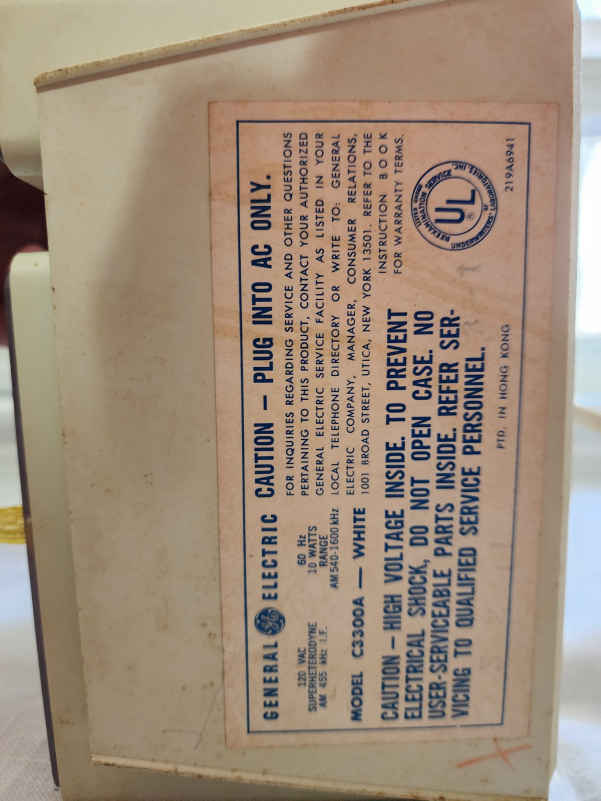 GENERAL GE ELECTRIC CAUTION – PLUG INTO AC ONLY.
120 VAC 60 Hz
SUPERHETERODYNE 10 WATTS
AM 455 kHz I.F. RANGE
AM 540-1600 kHz
FOR INQUIRIES REGARDING SERVICE AND OTHER QUESTIONS
PERTAINING TO THIS PRODUCT, CONTACT YOUR AUTHORIZED
GENERAL ELECTRIC SERVICE FACILITY AS LISTED IN YOUR
LOCAL TELEPHONE DIRECTORY OR WRITE TO: GENERAL
ELECTRIC COMPANY, MANAGER, CONSUMER RELATIONS,
1001 BROAD STREET, UTICA, NEW YORK 13501. REFER TO THE
INSTRUCTION BOOK
FOR WARRANTY TERMS.
MODEL C3300A — WHITE
CAUTION – HIGH VOLTAGE INSIDE. TO PREVENT
ELECTRICAL SHOCK, DO NOT OPEN CASE. NO
USER-SERVICEABLE PARTS INSIDE. REFER SER-
VICING TO QUALIFIED SERVICE PERSONNEL.
UL
®
PTD. IN HONG KONG
219A6941